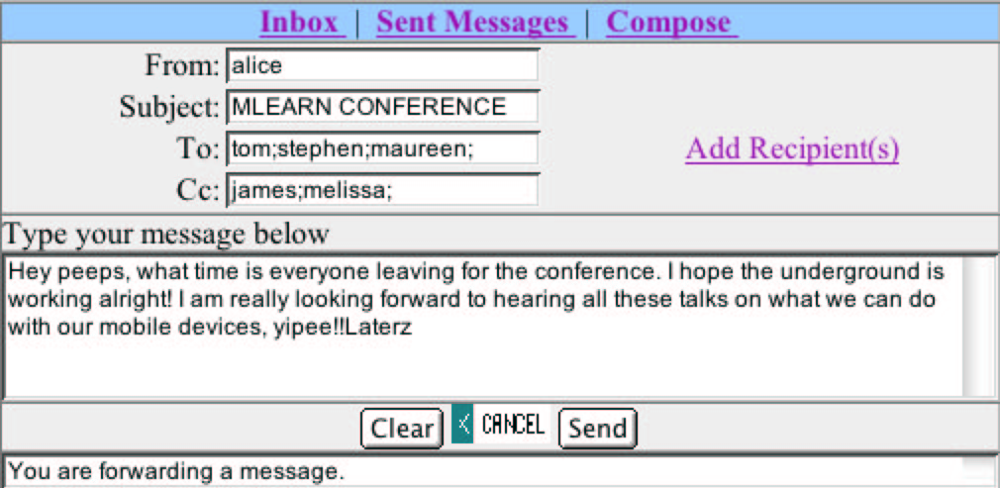 Inbox | Sent Messages | Compose
From: alice
Subject: MLEARN CONFERENCE
To: tom;stephen;maureen; Add Recipient(s)
Cc: james;melissa;
Type your message below
Hey peeps, what time is everyone leaving for the conference. I hope the underground is
working alright! I am really looking forward to hearing all these talks on what we can do
with our mobile devices, yipee!!Laterz
Clear < CANCEL Send
You are forwarding a message.